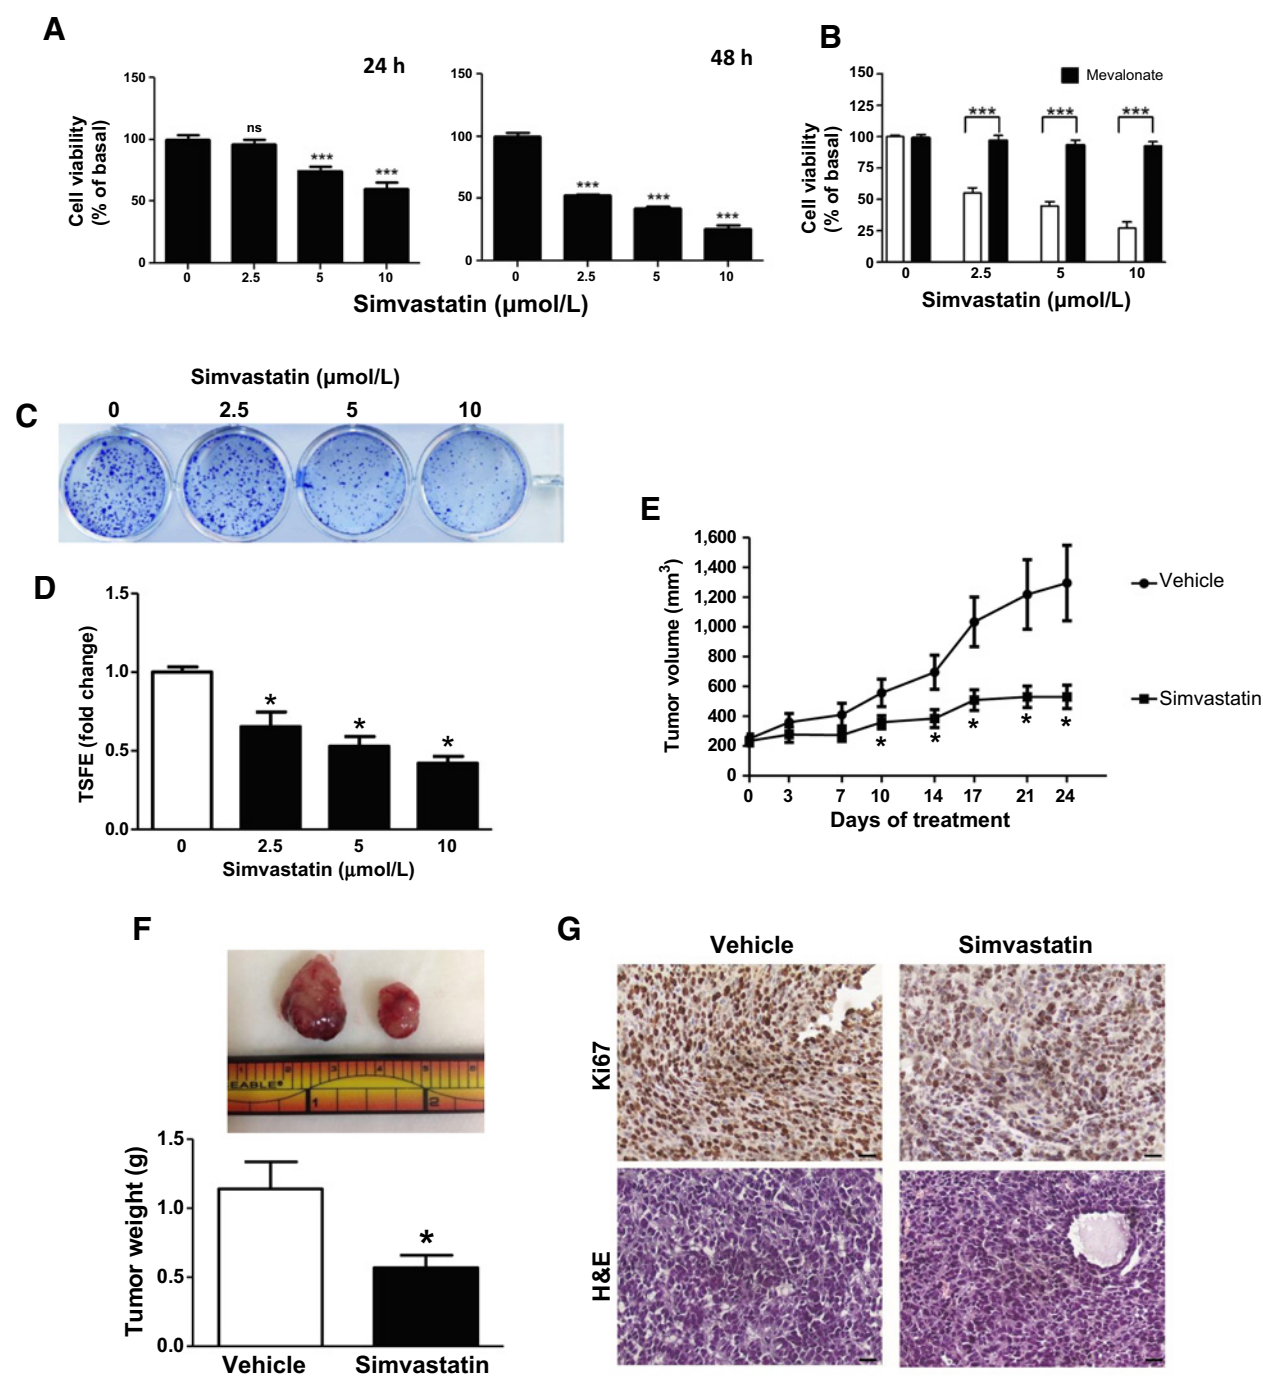 A
24 h
48 h
150
100
50
0
Cell viability
(% of basal)
ns
***
***
0
2.5
5
10
150
100
50
0
***
***
***
0
2.5
5
10
Simvastatin (µmol/L)
B
Mevalonate
150
125
100
75
50
25
0
Cell viability
(% of basal)
***
***
***
0
2.5
5
10
Simvastatin (µmol/L)
C
Simvastatin (µmol/L)
0 2.5 5 10
D
1.5
1.0
0.5
0.0
TSFE (fold change)
*
*
*
0 2.5 5 10
Simvastatin (µmol/L)
E
1,600
1,400
1,200
1,000
800
600
400
200
0
Tumor volume (mm³)
Vehicle
Simvastatin
* * * * *
0 3 7 10 14 17 21 24
Days of treatment
F
EABLE®
1 2
1.5
1.0
0.5
0.0
Tumor weight (g)
*
Vehicle Simvastatin
G
Vehicle Simvastatin
Ki67
H&E